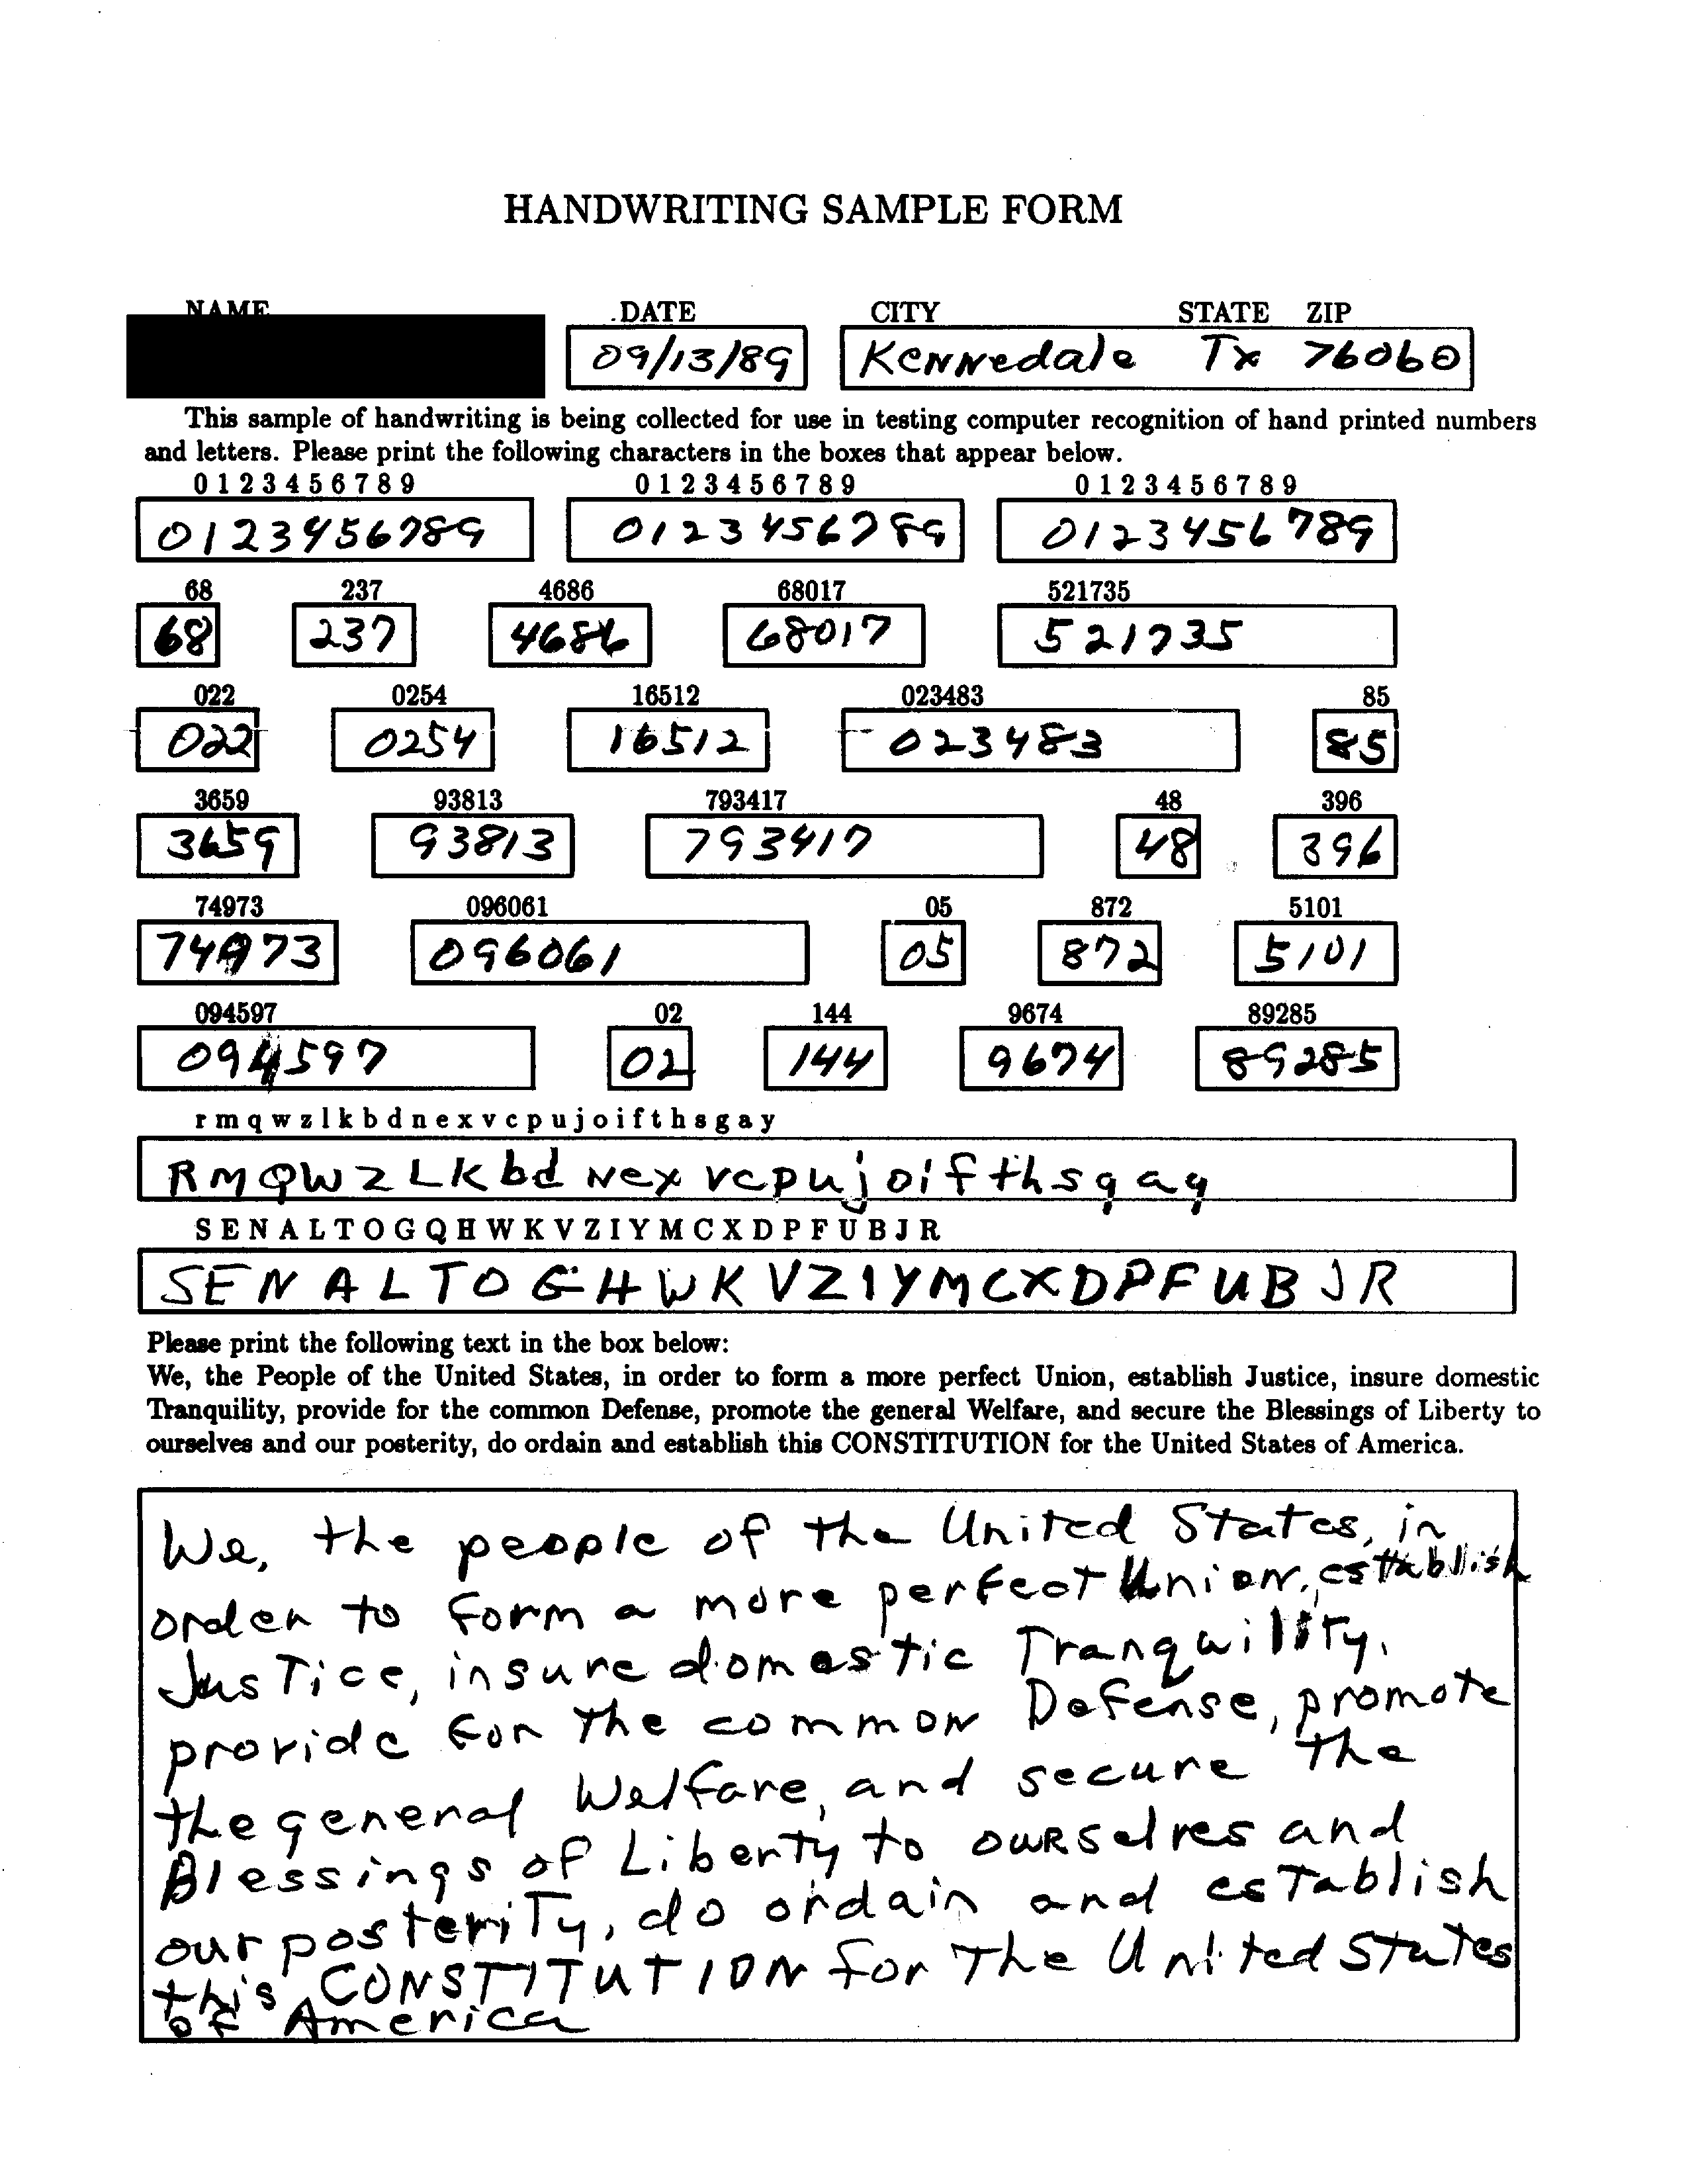 HANDWRITING SAMPLE FORM
NAME DATE CITY STATE ZIP
09/13/89 Kennedale Tx 76060
This sample of handwriting is being collected for use in testing computer recognition of hand printed numbers
and letters. Please print the following characters in the boxes that appear below.
0 1 2 3 4 5 6 7 8 9 0 1 2 3 4 5 6 7 8 9 0 1 2 3 4 5 6 7 8 9
0123456789 0123456789 0123456789
68 237 4686 68017 521735
68 237 4686 68017 521735
022 0254 16512 023483 85
022 0254 16512 023483 85
3659 93813 793417 48 396
3659 93813 793417 48 396
74973 096061 05 872 5101
74973 096061 05 872 5101
094597 02 144 9674 89285
094597 02 144 9674 89285
r m q w z l k b d n e x v c p u j o i f t h s g a y
RMQWZLKbdNexvcpujoifthsgay
S E N A L T O G Q H W K V Z I Y M C X D P F U B J R
SENALTOGHWKVZIYMCXDPFUBJR
Please print the following text in the box below:
We, the People of the United States, in order to form a more perfect Union, establish Justice, insure domestic
Tranquility, provide for the common Defense, promote the general Welfare, and secure the Blessings of Liberty to
ourselves and our posterity, do ordain and establish this CONSTITUTION for the United States of America.
We, the people of the United States, in
order to form a more perfect Union, establish
Justice, insure domestic Tranquility,
provide for The common Defense, promote
the general Welfare, and secure The
Blessings of Liberty to ouRselves and
our posteriTy, do ordain and esTablish
this CONSTITUTION for The United States
of America